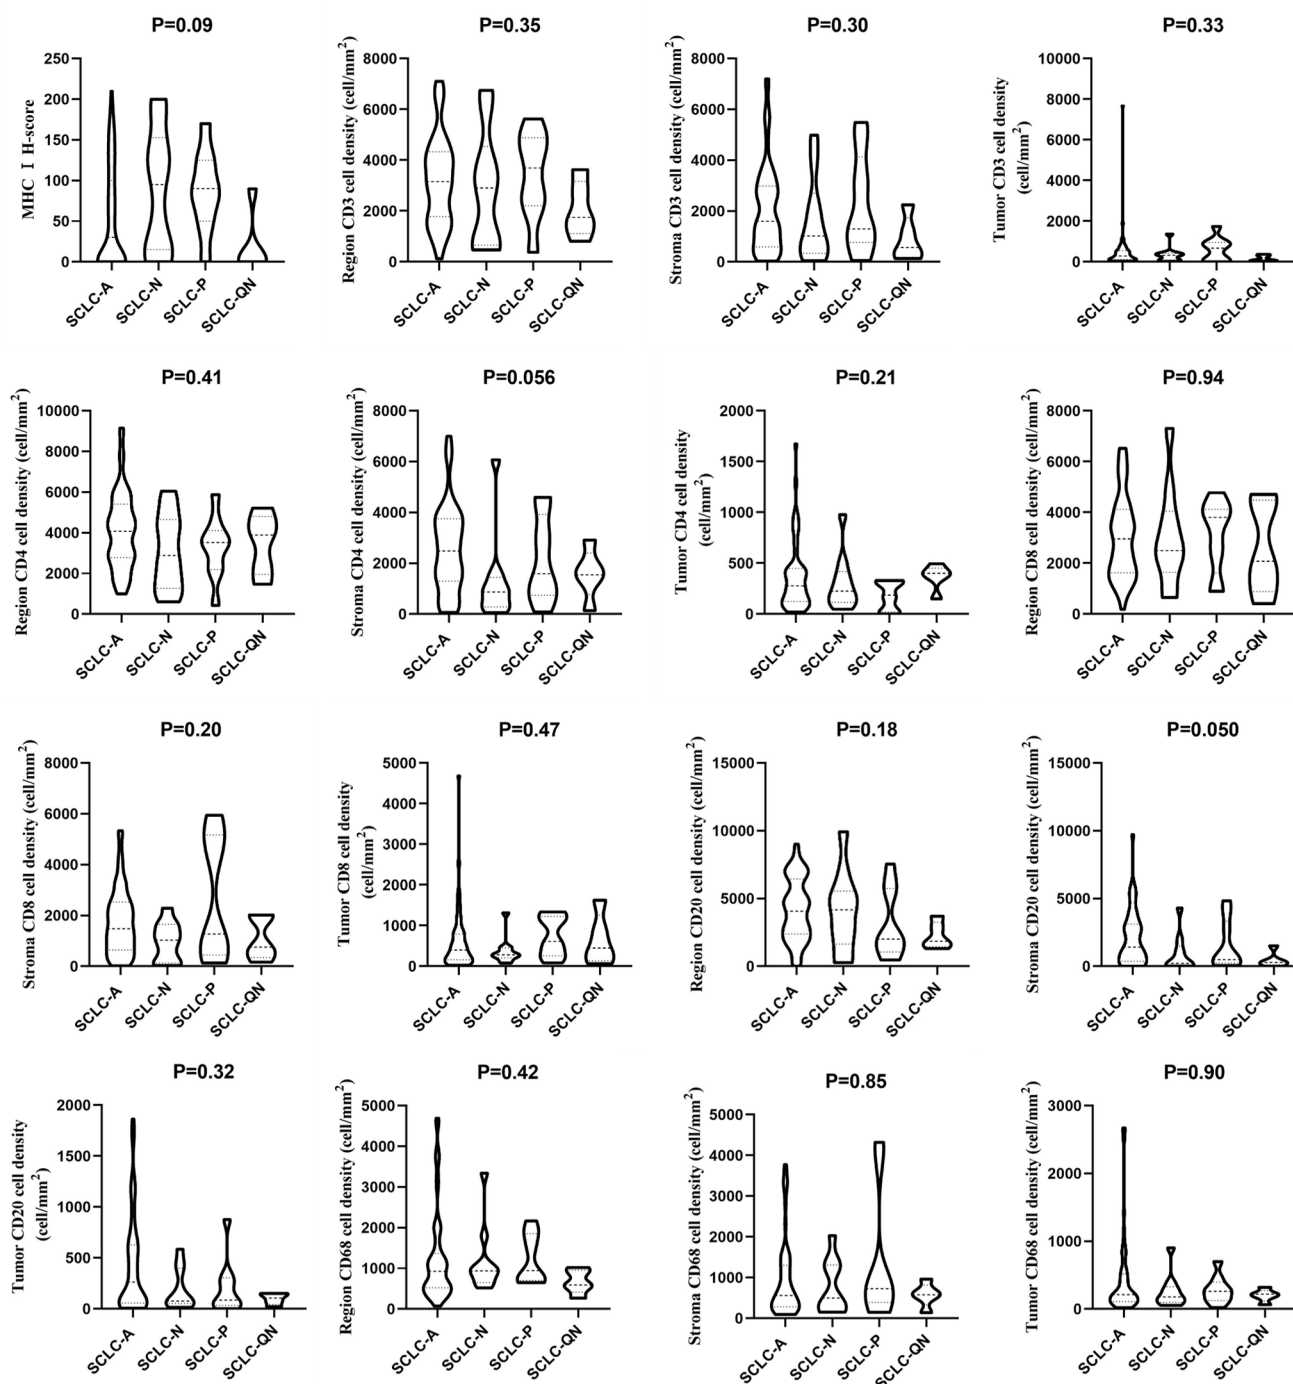 P=0.09
MHC I H-score
250
200
150
100
50
0
SCLC-A
SCLC-N
SCLC-P
SCLC-QN
P=0.35
Region CD3 cell density (cell/mm²)
8000
6000
4000
2000
0
SCLC-A
SCLC-N
SCLC-P
SCLC-QN
P=0.30
Stroma CD3 cell density (cell/mm²)
8000
6000
4000
2000
0
SCLC-A
SCLC-N
SCLC-P
SCLC-QN
P=0.33
Tumor CD3 cell density
(cell/mm²)
10000
8000
6000
4000
2000
0
SCLC-A
SCLC-N
SCLC-P
SCLC-QN
P=0.41
Region CD4 cell density (cell/mm²)
10000
8000
6000
4000
2000
0
SCLC-A
SCLC-N
SCLC-P
SCLC-QN
P=0.056
Stroma CD4 cell density (cell/mm²)
8000
6000
4000
2000
0
SCLC-A
SCLC-N
SCLC-P
SCLC-QN
P=0.21
Tumor CD4 cell density
(cell/mm²)
2000
1500
1000
500
0
SCLC-A
SCLC-N
SCLC-P
SCLC-QN
P=0.94
Region CD8 cell density (cell/mm²)
8000
6000
4000
2000
0
SCLC-A
SCLC-N
SCLC-P
SCLC-QN
P=0.20
Stroma CD8 cell density (cell/mm²)
8000
6000
4000
2000
0
SCLC-A
SCLC-N
SCLC-P
SCLC-QN
P=0.47
Tumor CD8 cell density
(cell/mm²)
5000
4000
3000
2000
1000
0
SCLC-A
SCLC-N
SCLC-P
SCLC-QN
P=0.18
Region CD20 cell density (cell/mm²)
15000
10000
5000
0
SCLC-A
SCLC-N
SCLC-P
SCLC-QN
P=0.050
Stroma CD20 cell density (cell/mm²)
15000
10000
5000
0
SCLC-A
SCLC-N
SCLC-P
SCLC-QN
P=0.32
Tumor CD20 cell density
(cell/mm²)
2000
1500
1000
500
0
SCLC-A
SCLC-N
SCLC-P
SCLC-QN
P=0.42
Region CD68 cell density (cell/mm²)
5000
4000
3000
2000
1000
0
SCLC-A
SCLC-N
SCLC-P
SCLC-QN
P=0.85
Stroma CD68 cell density (cell/mm²)
5000
4000
3000
2000
1000
0
SCLC-A
SCLC-N
SCLC-P
SCLC-QN
P=0.90
Tumor CD68 cell density (cell/mm²)
3000
2000
1000
0
SCLC-A
SCLC-N
SCLC-P
SCLC-QN